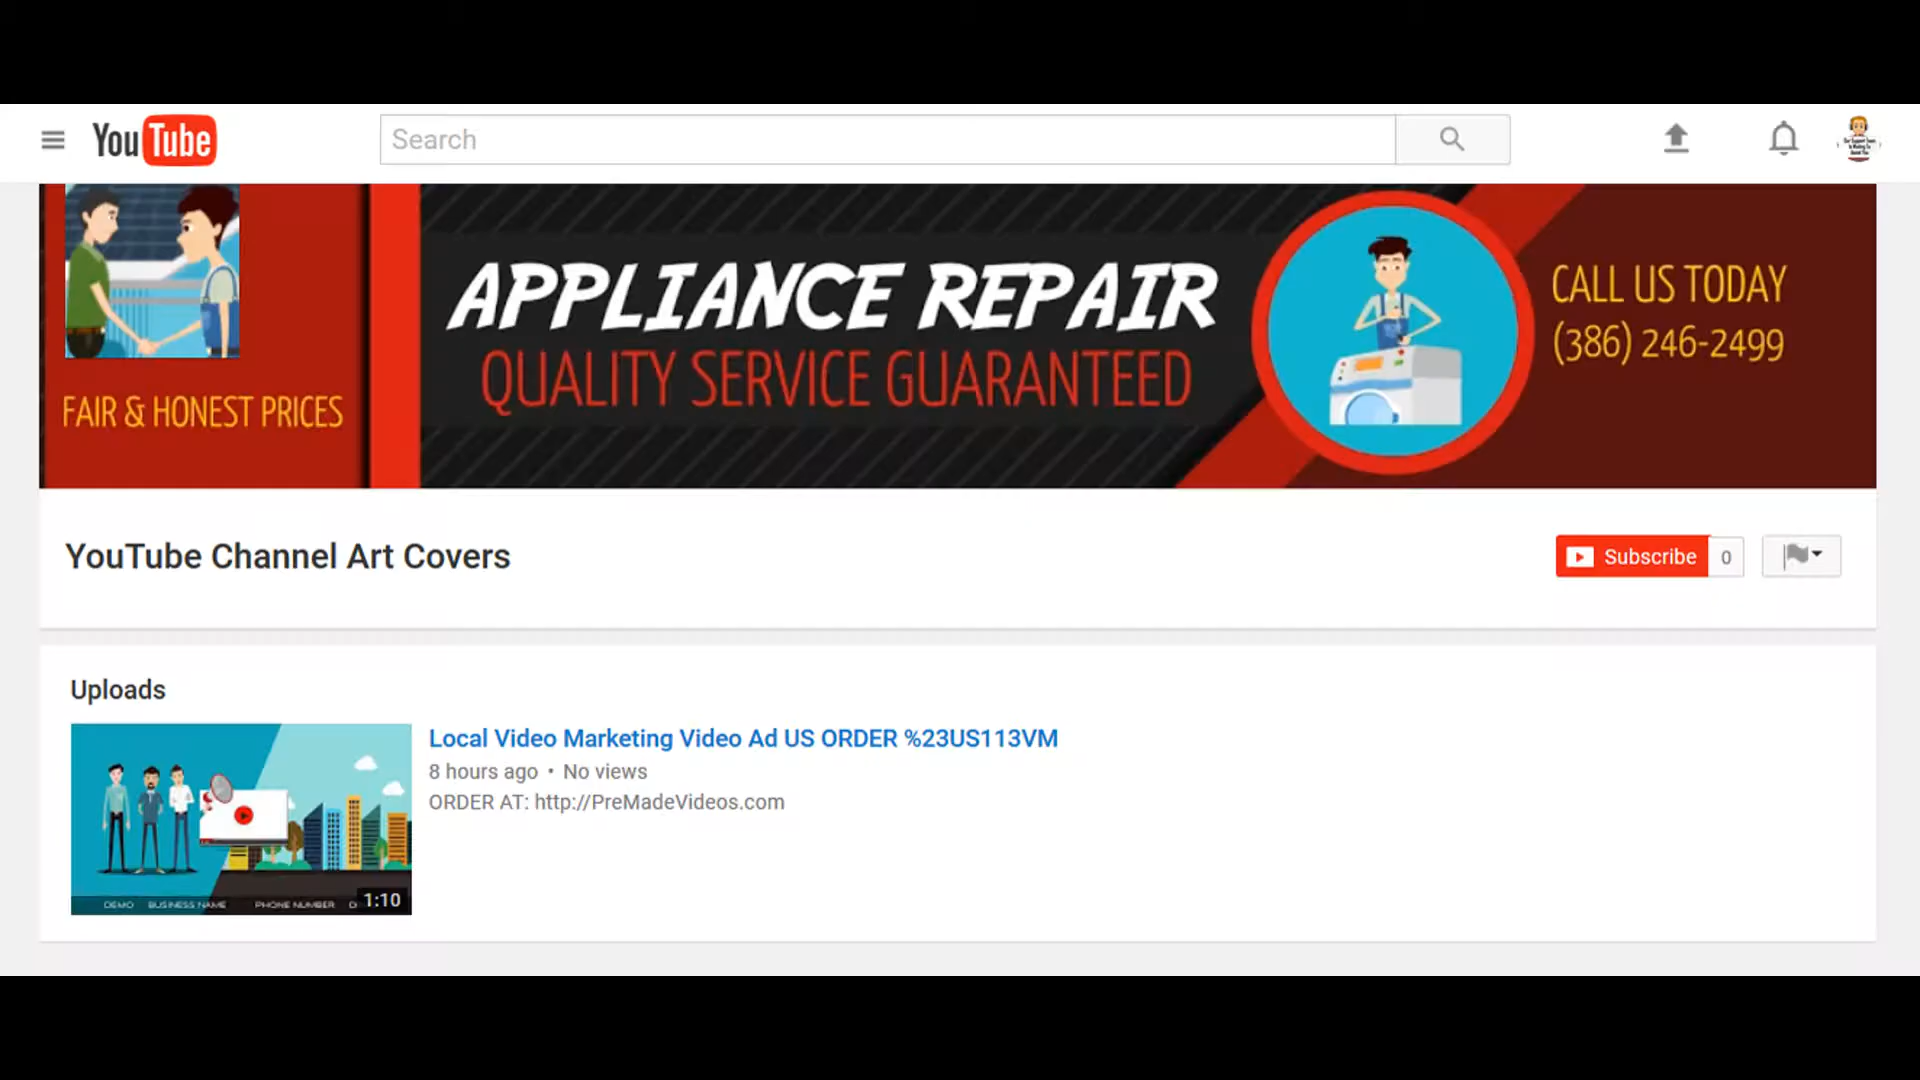 YouTube
Search
APPLIANCE REPAIR
QUALITY SERVICE GUARANTEED
CALL US TODAY
(386) 246-2499
FAIR & HONEST PRICES
YouTube Channel Art Covers
Subscribe 0
Uploads
Local Video Marketing Video Ad US ORDER %23US113VM
8 hours ago • No views
ORDER AT: http://PreMadeVideos.com
DEMO BUSINESS NAME PHONE NUMBER
1:10